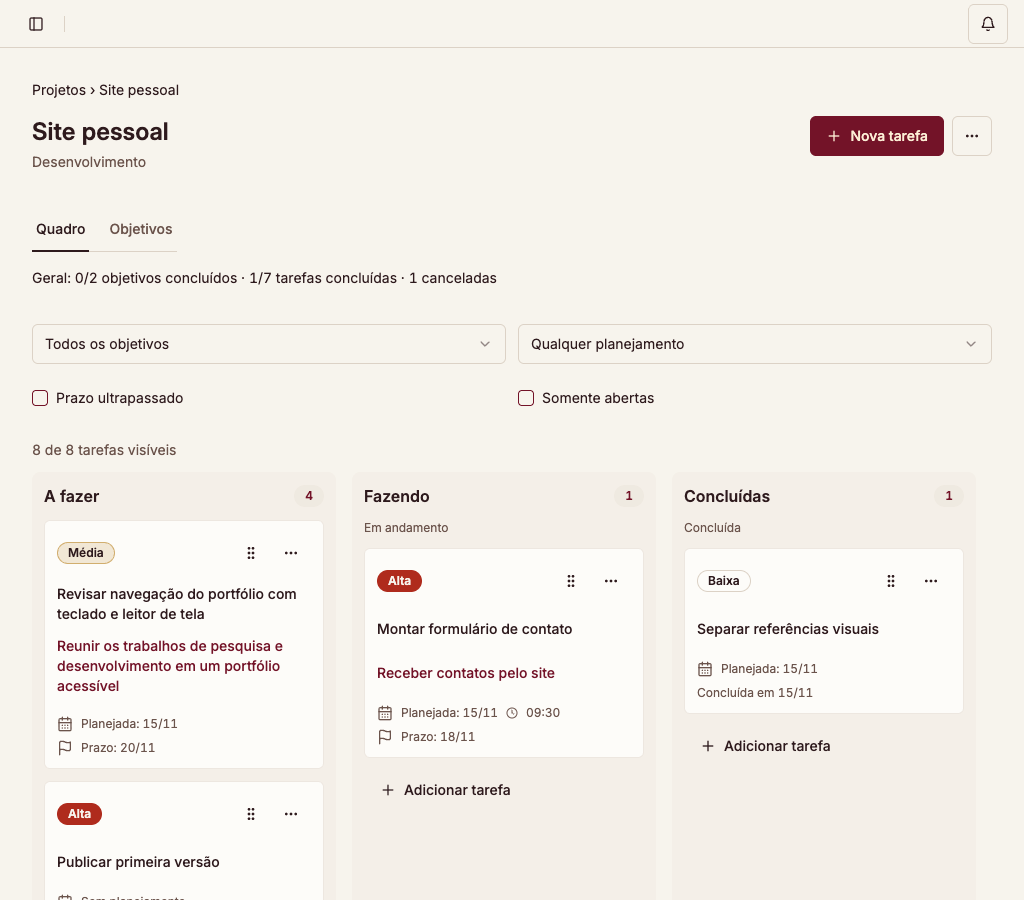 Projetos › Site pessoal
Site pessoal
Desenvolvimento
Nova tarefa
Quadro
Objetivos
Geral: 0/2 objetivos concluídos · 1/7 tarefas concluídas · 1 canceladas
Todos os objetivos
Qualquer planejamento
Prazo ultrapassado
Somente abertas
8 de 8 tarefas visíveis
A fazer
4
Média
Revisar navegação do portfólio com
teclado e leitor de tela
Reunir os trabalhos de pesquisa e
desenvolvimento em um portfólio
acessível
Planejada: 15/11
Prazo: 20/11
Alta
Publicar primeira versão
Sem planejamento
Fazendo
1
Em andamento
Alta
Montar formulário de contato
Receber contatos pelo site
Planejada: 15/11 09:30
Prazo: 18/11
Adicionar tarefa
Concluídas
1
Concluída
Baixa
Separar referências visuais
Planejada: 15/11
Concluída em 15/11
Adicionar tarefa